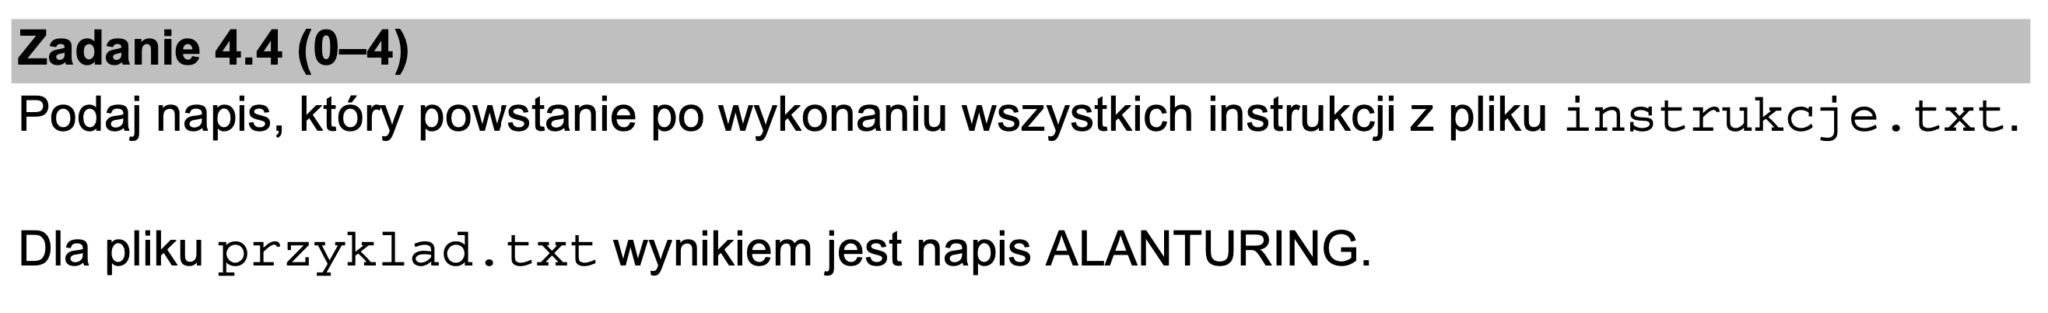 Zadanie 4.4 (0–4)
Podaj napis, który powstanie po wykonaniu wszystkich instrukcji z pliku instrukcje.txt.
Dla pliku przyklad.txt wynikiem jest napis ALANTURING.